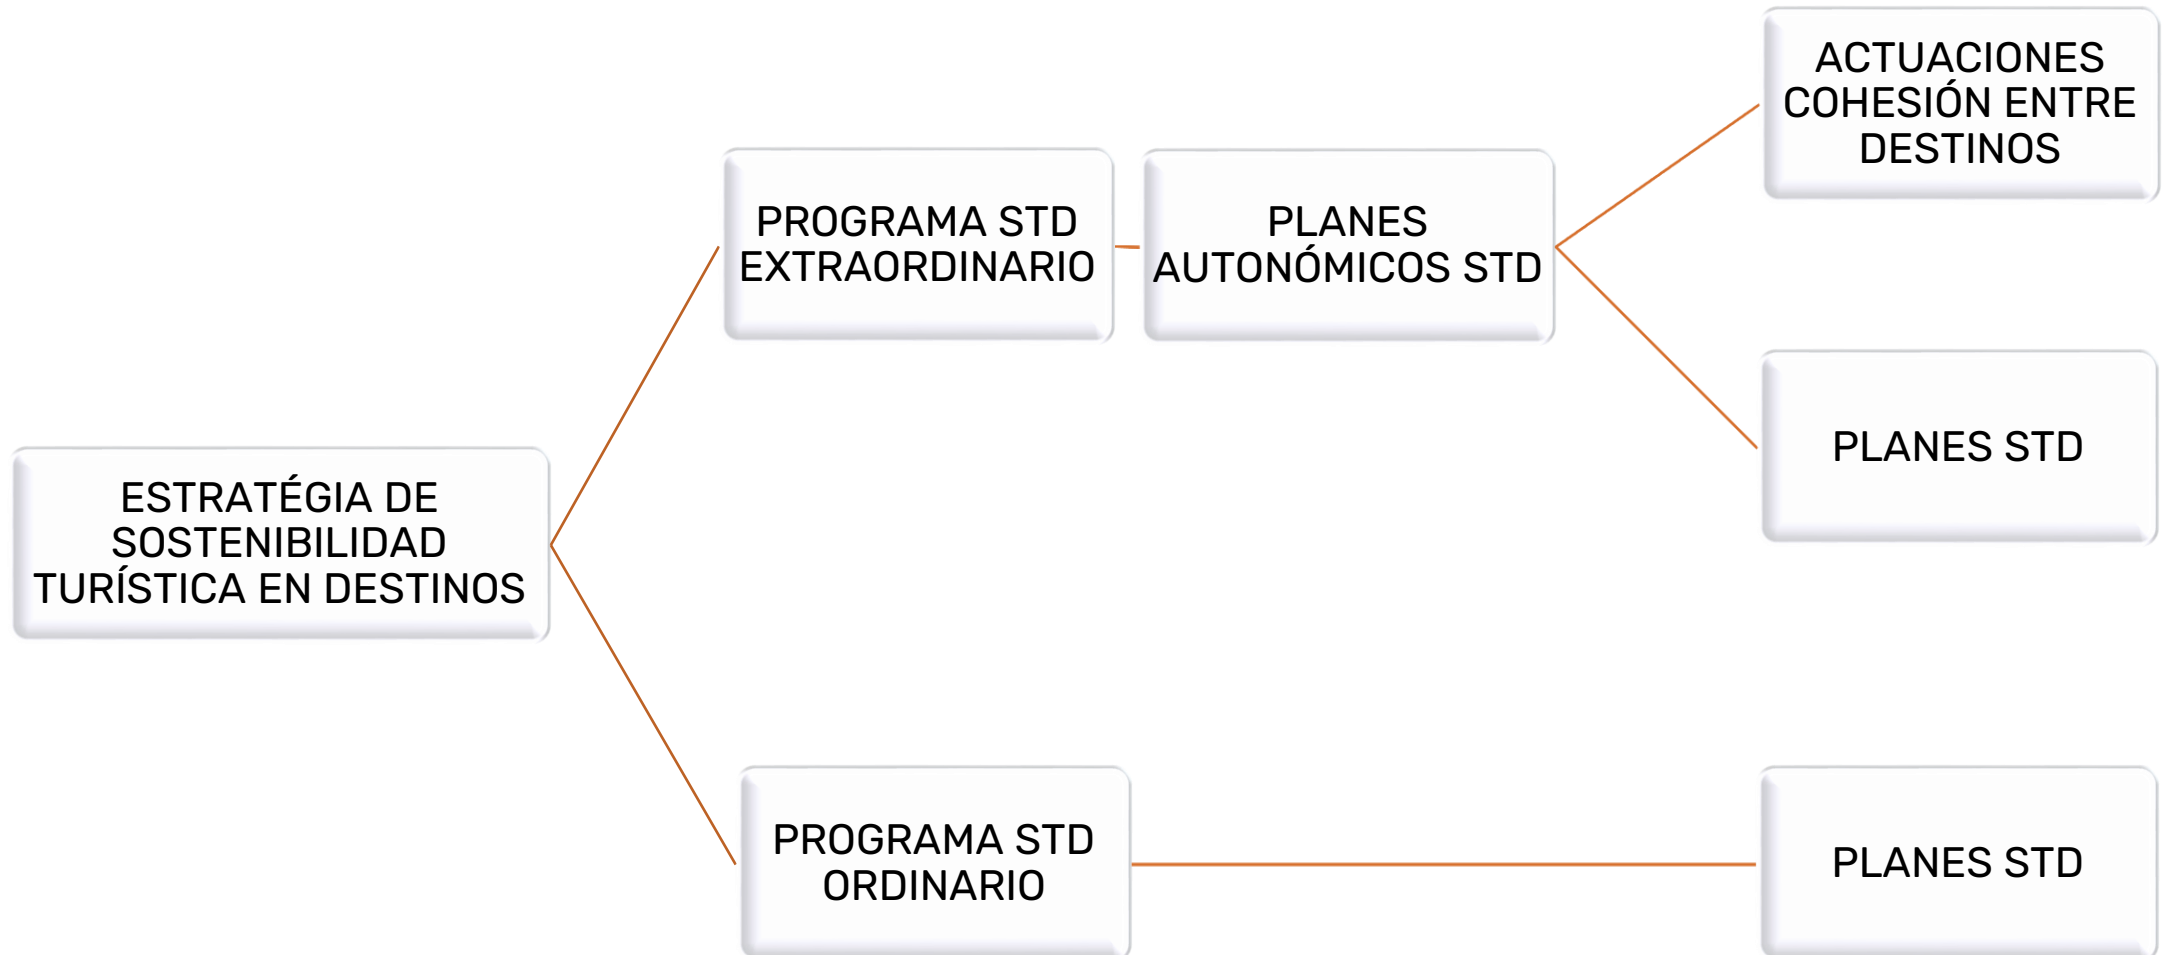 ESTRATÉGIA DE
SOSTENIBILIDAD
TURÍSTICA EN DESTINOS
PROGRAMA STD
EXTRAORDINARIO
PLANES
AUTONÓMICOS STD
ACTUACIONES
COHESIÓN ENTRE
DESTINOS
PLANES STD
PROGRAMA STD
ORDINARIO
PLANES STD